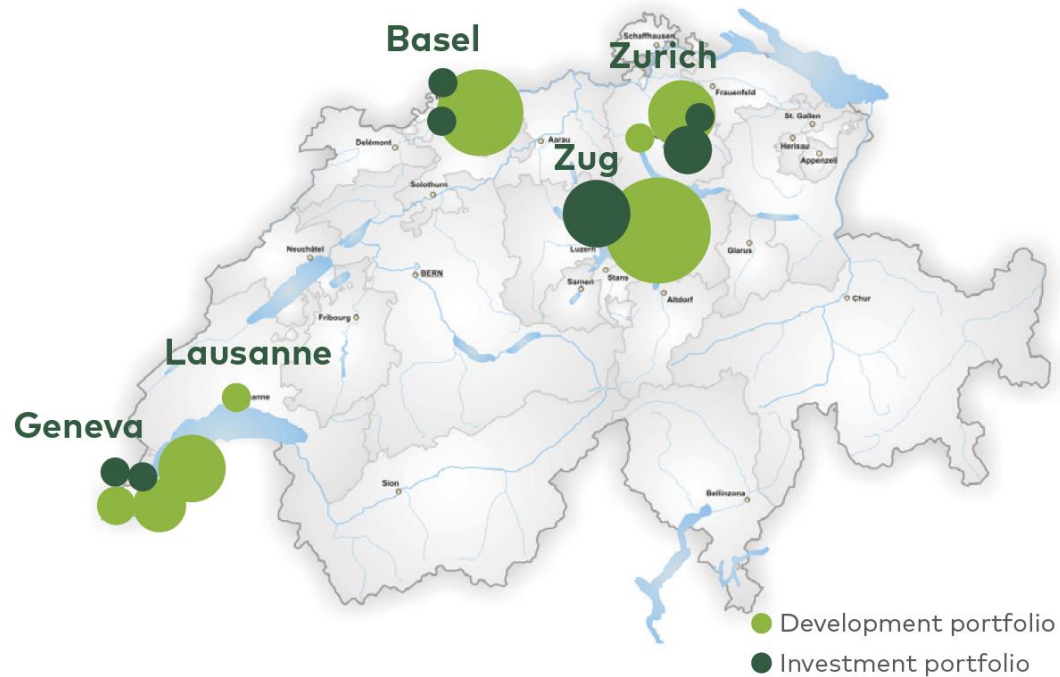 Basel
Schaffhausen
Zurich
Frauenfeld
St. Gallen
Delémont
Aarau
Herisau
Zug
Appenzell
Solothurn
Neuchâtel
Luzern
Glarus
BERN
Sarnen
Stans
Altdorf
Chur
Fribourg
Lausanne
anne
Geneva
Sion
Bellinzona
Development portfolio
Investment portfolio